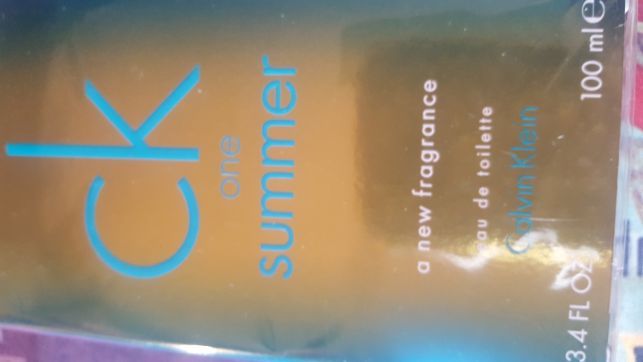 ck
one
summer
a new fragrance
eau de toilette
Calvin Klein
3.4 FL OZ 100 ml e